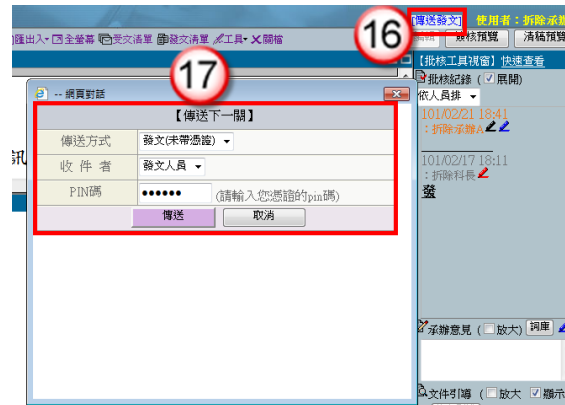 [傳送發文] 使用者:拆除承辦
16
匯出入 全螢幕 受文清單 發文清單 工具 X關檔
簽核預覽 清稿預覽
【批核工具視窗】快速查看
批核紀錄 (展開)
依人員排
101/02/21 18:41
:拆除承辦A
101/02/17 18:11
:拆除科長
發
17
-- 網頁對話
【傳送下一關】
傳送方式 發文(未帶憑證)
收件者 發文人員
PIN碼 •••••• (請輸入您憑證的pin碼)
傳送 取消
訊
承辦意見 (放大) 詞庫
文件引導 (放大 顯示